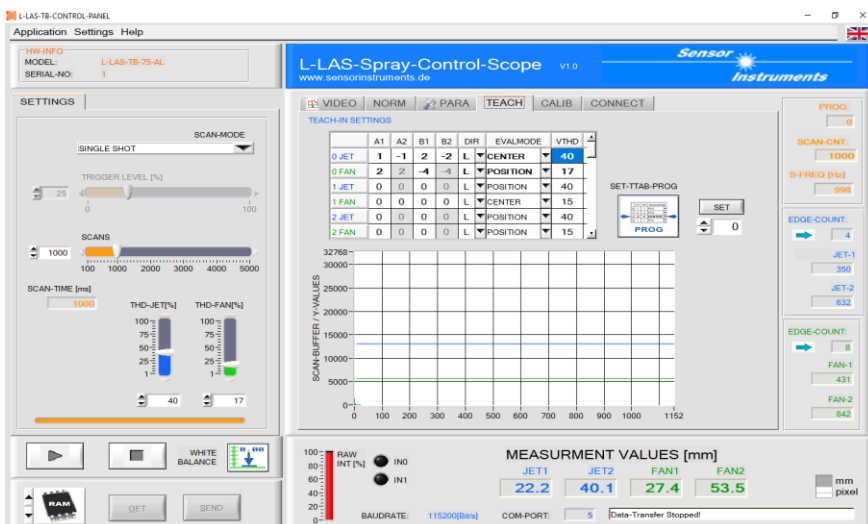 L-LAS-TB-CONTROL-PANEL
Application Settings Help
HW-INFO
MODEL: L-LAS-TB-75-AL
SERIAL-NO: 1
L-LAS-Spray-Control-Scope V1.0
www.sensorinstruments.de
Sensor
Instruments
SETTINGS
SCAN-MODE
SINGLE SHOT
TRIGGER LEVEL [%]
25
0 100
SCANS
1000
100 1000 2000 3000 4000 5000
SCAN-TIME [ms]
1000
THD-JET[%] THD-FAN[%]
100 100
75 75
50 50
25 25
1 1
40 17
WHITE
BALANCE
RAM
GET SEND
VIDEO NORM PARA TEACH CALIB CONNECT
TEACH-IN SETTINGS
A1 A2 B1 B2 DIR EVALMODE VTHD
0 JET 1 -1 2 -2 L CENTER 40
0 FAN 2 2 -4 -4 L POSITION 17
1 JET 0 0 0 0 L POSITION 40
1 FAN 0 0 0 0 L CENTER 15
2 JET 0 0 0 0 L POSITION 40
2 FAN 0 0 0 0 L POSITION 15
SET-TTAB-PROG
PROG
SET
0
SCAN-BUFFER / Y-VALUES
32768
30000
25000
20000
15000
10000
5000
0
0 100 200 300 400 500 600 700 800 900 1000 1152
PROG:
0
SCAN-CNT:
1000
S-FREQ [Hz]
998
EDGE-COUNT:
4
JET-1
350
JET-2
632
EDGE-COUNT:
8
FAN-1
431
FAN-2
842
100 RAW
INT [%]
80
60
40
20
0
IN0
IN1
MEASURMENT VALUES [mm]
JET1 JET2 FAN1 FAN2
22.2 40.1 27.4 53.5
mm
pixel
BAUDRATE: 115200[Bit/s] COM-PORT: 5 Data-Transfer Stopped!